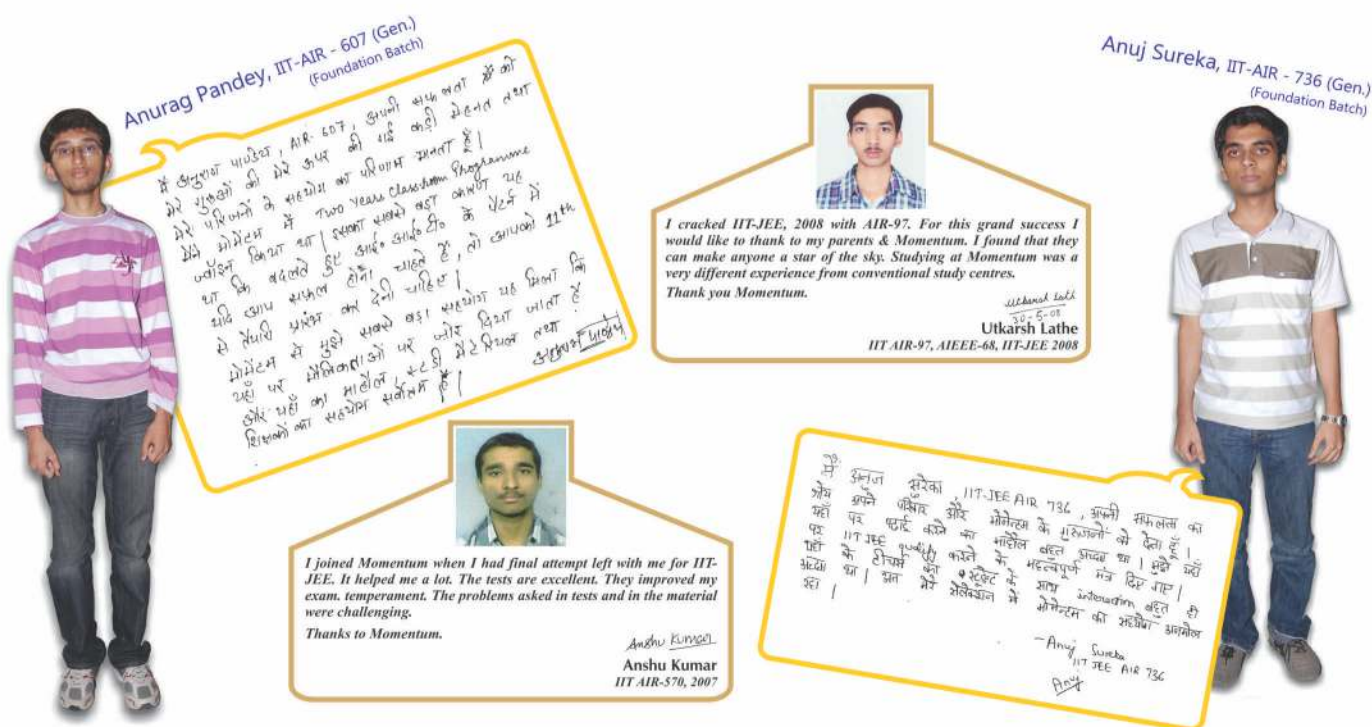 Anurag Pandey, IIT-AIR - 607 (Gen.)
(Foundation Batch)
मैं अनुराग पाण्डेय, AIR- 607, अपनी सफलता को
मेरे गुरुओं की मेरे ऊपर की गई कड़ी मेहनत तथा
मेरे परिजनों के सहयोग का परिणाम मानता हूँ।
मैंने मोमेंटम में Two Years Classroom Programme
ज्वॉइन किया था। इसका सबसे बड़ा कारण यह
था कि बदलते हुए आई० आई० टी० के पैटर्न में
यदि आप सफल होना चाहते हैं, तो आपको 11th
से तैयारी प्रारंभ कर देनी चाहिए।
मोमेंटम से मुझे सबसे बड़ा सहयोग यह मिला कि
यहाँ पर मौलिकताओं पर जोर दिया जाता है
और यहाँ का माहौल, स्टडी मैटेरियल तथा
शिक्षकों का सहयोग सर्वोत्तम है।
अनुराग पाण्डेय
I cracked IIT-JEE, 2008 with AIR-97. For this grand success I
would like to thank to my parents & Momentum. I found that they
can make anyone a star of the sky. Studying at Momentum was a
very different experience from conventional study centres.
Thank you Momentum.
Utkarsh Lathe
30-5-08
Utkarsh Lathe
IIT AIR-97, AIEEE-68, IIT-JEE 2008
Anuj Sureka, IIT-AIR - 736 (Gen.)
(Foundation Batch)
I joined Momentum when I had final attempt left with me for IIT-
JEE. It helped me a lot. The tests are excellent. They improved my
exam. temperament. The problems asked in tests and in the material
were challenging.
Thanks to Momentum.
Anshu Kumar
Anshu Kumar
IIT AIR-570, 2007
मैं अनुज सुरेका, IIT-JEE AIR 736, अपनी सफलता का
श्रेय अपने परिवार और मोमेन्टम के गुरुजनों को देता हूँ।
यहाँ पर पढाई करने का माहौल बहुत अच्छा था। मुझे यहाँ
पर IIT JEE qualify करने के महत्वपूर्ण मंत्र दिए गए।
यहाँ के टीचर्स का स्टूडेंट के साथ interaction बहुत ही
अच्छा था। अतः मेरे सेलेक्शन में मोमेन्टम का सहयोग अनमोल
रहा।
- Anuj Sureka
IIT JEE AIR 736
Anuj